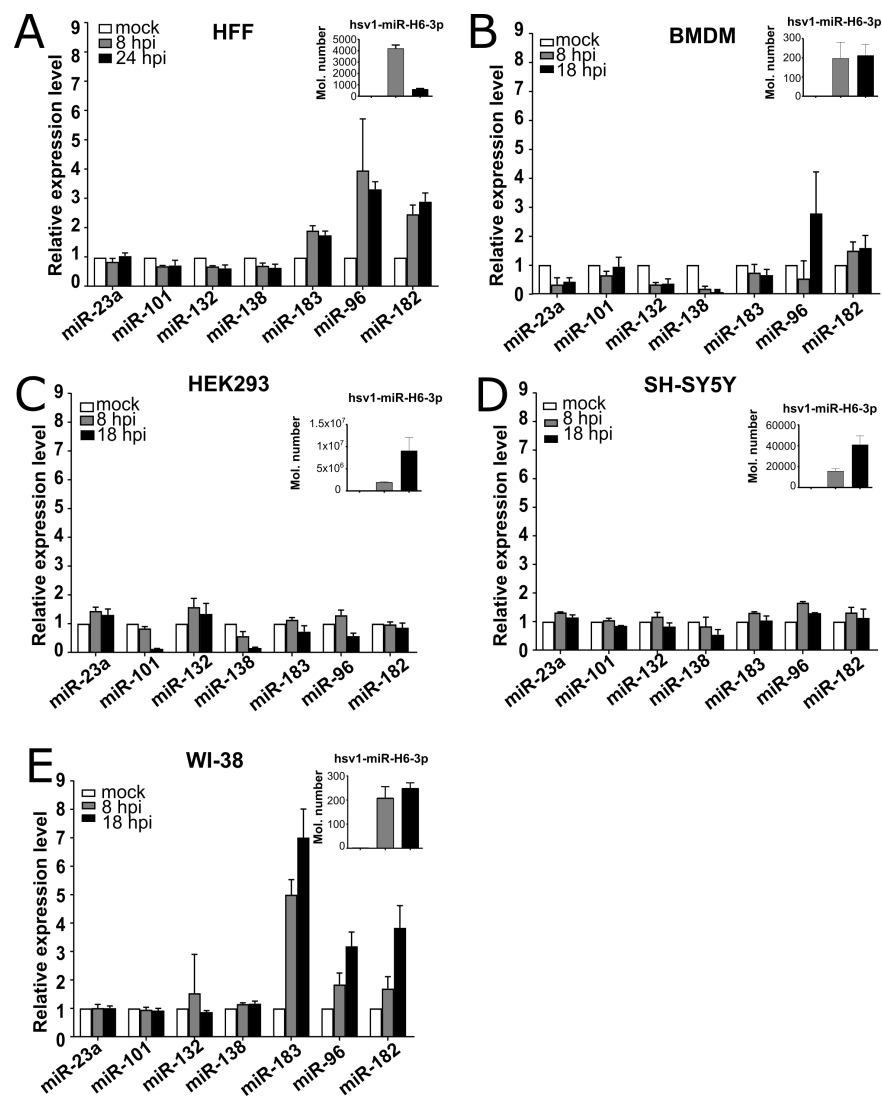 A
HFF
mock
8 hpi
24 hpi
Relative expression level
9
8
7
6
5
4
3
2
1
0
hsv1-miR-H6-3p
Mol. number
5000
4000
3000
2000
1000
0
miR-23a
miR-101
miR-132
miR-138
miR-183
miR-96
miR-182
B
BMDM
mock
8 hpi
18 hpi
Relative expression level
9
8
7
6
5
4
3
2
1
0
hsv1-miR-H6-3p
Mol. number
300
200
100
0
miR-23a
miR-101
miR-132
miR-138
miR-183
miR-96
miR-182
C
HEK293
mock
8 hpi
18 hpi
Relative expression level
9
8
7
6
5
4
3
2
1
0
hsv1-miR-H6-3p
Mol. number
1.5x10⁷
1x10⁷
5x10⁶
0
miR-23a
miR-101
miR-132
miR-138
miR-183
miR-96
miR-182
D
SH-SY5Y
mock
8 hpi
18 hpi
Relative expression level
9
8
7
6
5
4
3
2
1
0
hsv1-miR-H6-3p
Mol. number
60000
40000
20000
0
miR-23a
miR-101
miR-132
miR-138
miR-183
miR-96
miR-182
E
WI-38
mock
8 hpi
18 hpi
Relative expression level
9
8
7
6
5
4
3
2
1
0
hsv1-miR-H6-3p
Mol. number
300
200
100
0
miR-23a
miR-101
miR-132
miR-138
miR-183
miR-96
miR-182